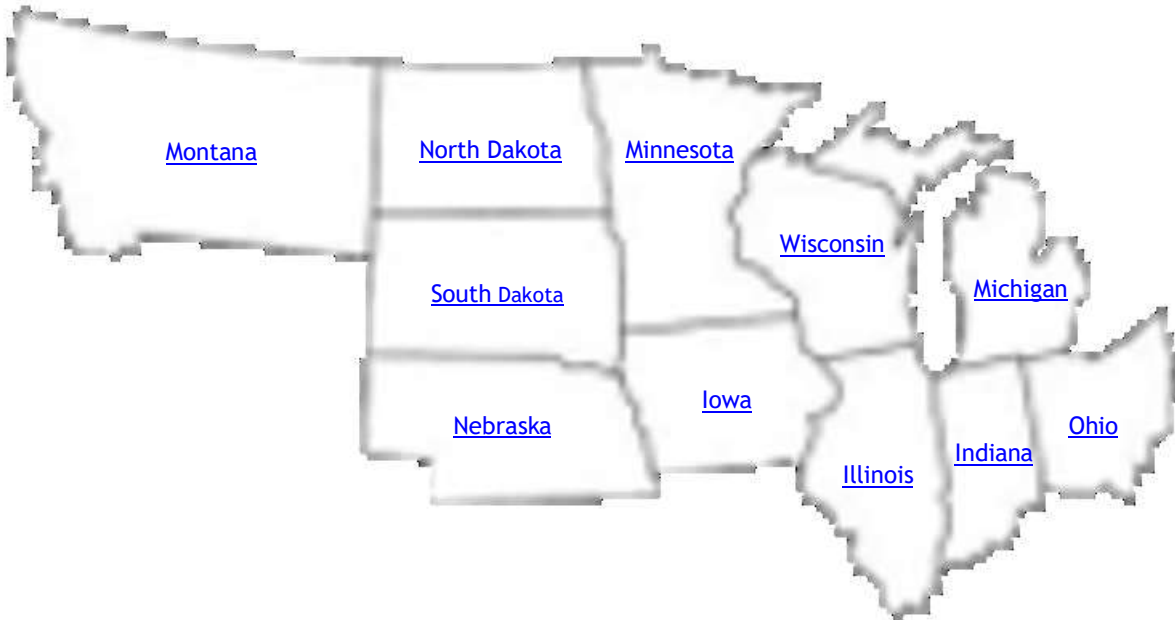 Montana
North Dakota
Minnesota
Wisconsin
South Dakota
Michigan
Iowa
Nebraska
Ohio
Indiana
Illinois